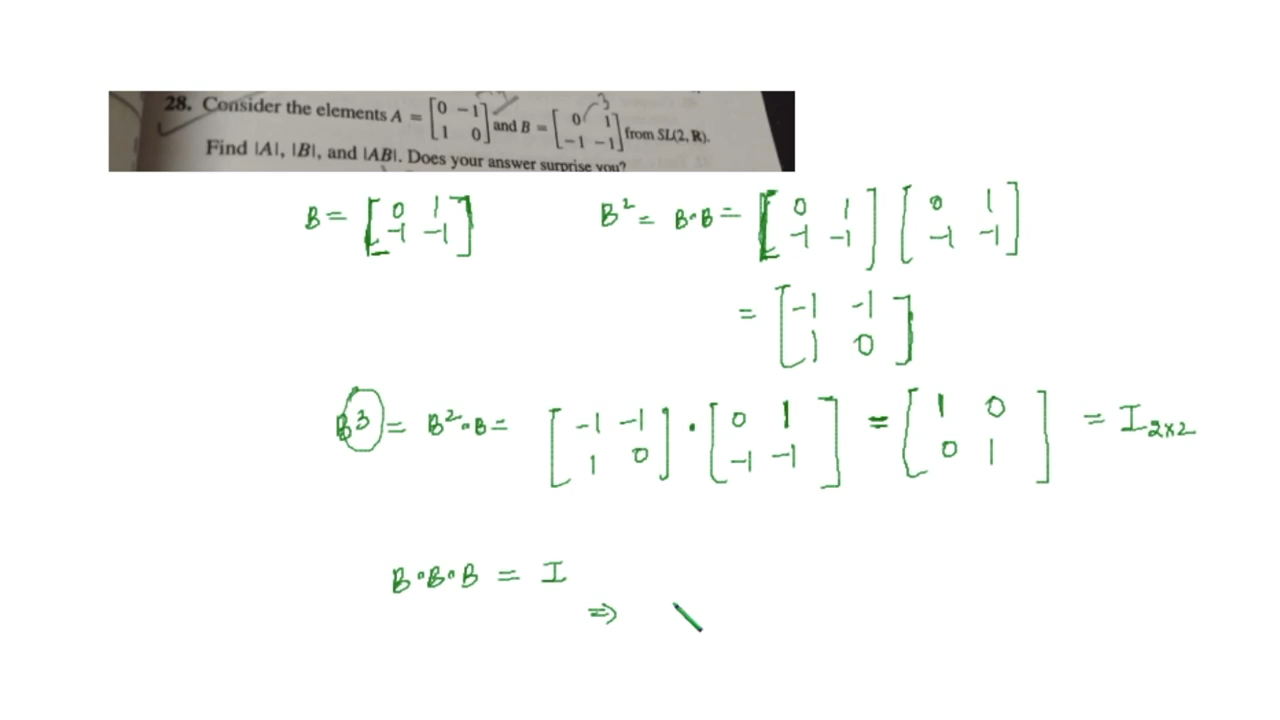 28. Consider the elements A = [0 −1; 1 0] and B = [0 1; −1 −1] from SL(2, R).
Find |A|, |B|, and |AB|. Does your answer surprise you?
3
B = [0 1; -1 -1]
B² = B·B = [0 1; -1 -1] [0 1; -1 -1]
= [-1 -1; 1 0]
B³ = B²·B = [-1 -1; 1 0] · [0 1; -1 -1] = [1 0; 0 1] = I₂ₓ₂
B·B·B = I
⇒